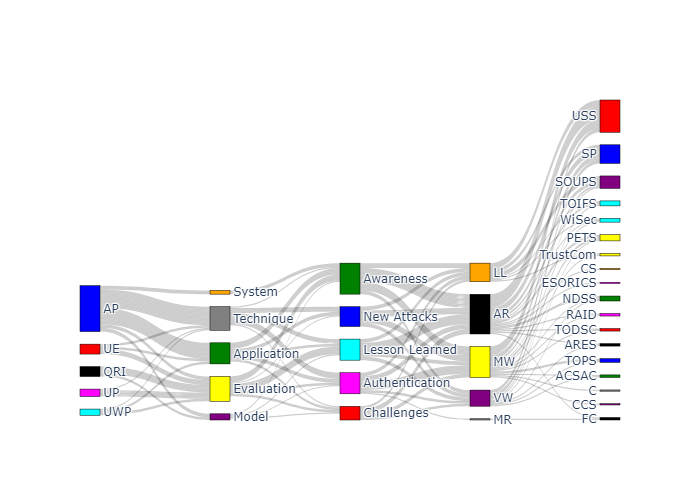 AP
UE
QRI
UP
UWP
System
Technique
Application
Evaluation
Model
Awareness
New Attacks
Lesson Learned
Authentication
Challenges
LL
AR
MW
VW
MR
USS
SP
SOUPS
TOIFS
WiSec
PETS
TrustCom
CS
ESORICS
NDSS
RAID
TODSC
ARES
TOPS
ACSAC
C
CCS
FC